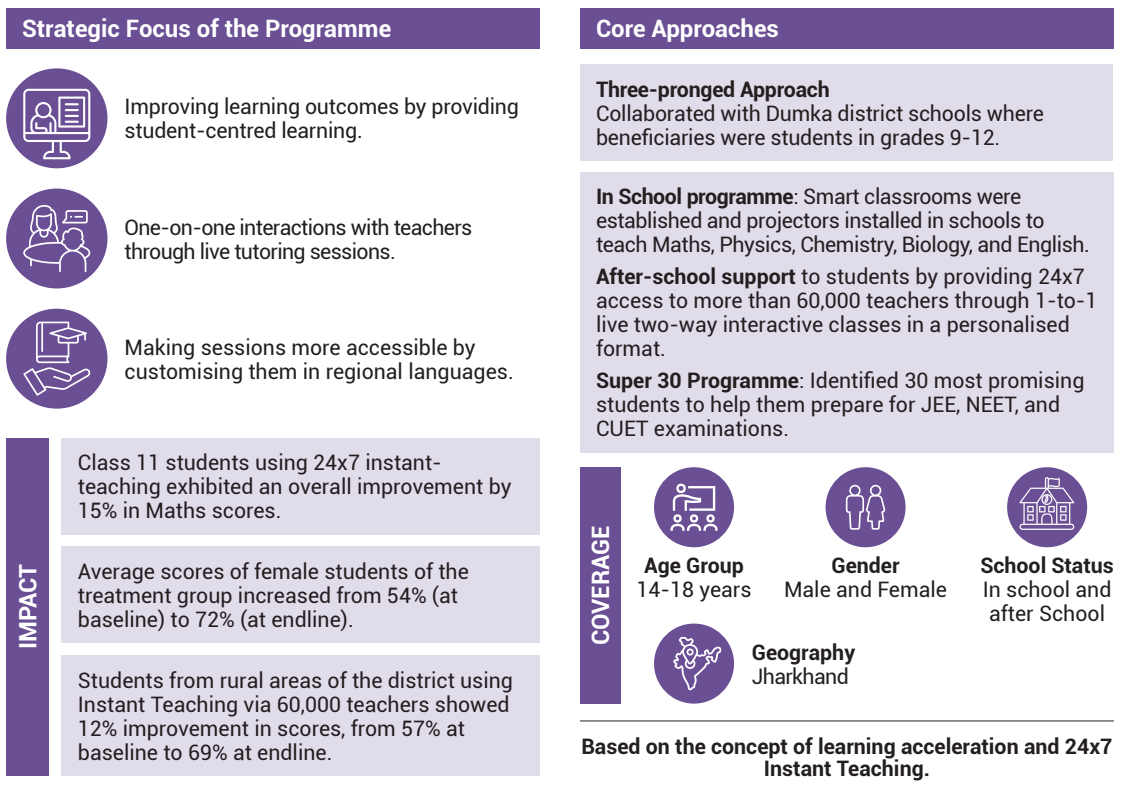 Strategic Focus of the Programme
Improving learning outcomes by providing
student-centred learning.
One-on-one interactions with teachers
through live tutoring sessions.
Making sessions more accessible by
customising them in regional languages.
IMPACT
Class 11 students using 24x7 instant-
teaching exhibited an overall improvement by
15% in Maths scores.
Average scores of female students of the
treatment group increased from 54% (at
baseline) to 72% (at endline).
Students from rural areas of the district using
Instant Teaching via 60,000 teachers showed
12% improvement in scores, from 57% at
baseline to 69% at endline.
Core Approaches
Three-pronged Approach
Collaborated with Dumka district schools where
beneficiaries were students in grades 9-12.
In School programme: Smart classrooms were
established and projectors installed in schools to
teach Maths, Physics, Chemistry, Biology, and English.
After-school support to students by providing 24x7
access to more than 60,000 teachers through 1-to-1
live two-way interactive classes in a personalised
format.
Super 30 Programme: Identified 30 most promising
students to help them prepare for JEE, NEET, and
CUET examinations.
COVERAGE
Age Group
14-18 years
Gender
Male and Female
School Status
In school and
after School
Geography
Jharkhand
Based on the concept of learning acceleration and 24x7
Instant Teaching.